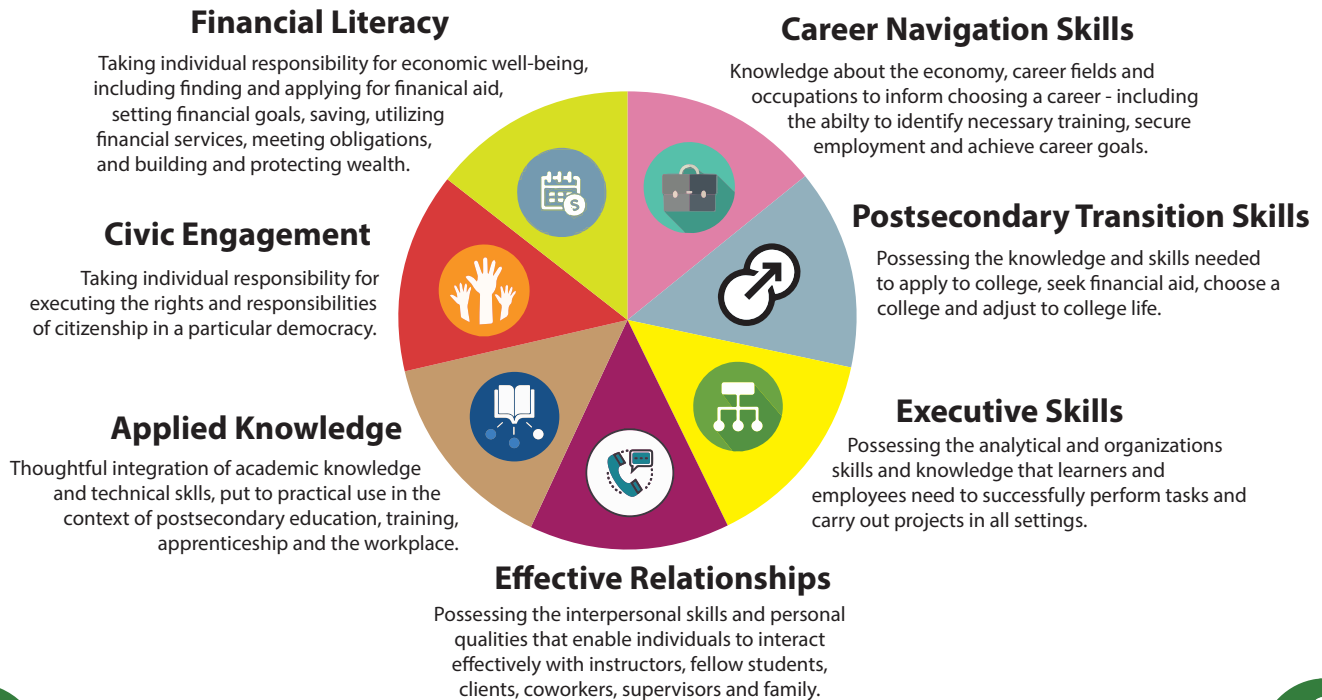 Financial Literacy
Taking individual responsibility for economic well-being,
including finding and applying for finanical aid,
setting financial goals, saving, utilizing
financial services, meeting obligations,
and building and protecting wealth.
Career Navigation Skills
Knowledge about the economy, career fields and
occupations to inform choosing a career - including
the abilty to identify necessary training, secure
employment and achieve career goals.
Civic Engagement
Taking individual responsibility for
executing the rights and responsibilities
of citizenship in a particular democracy.
Postsecondary Transition Skills
Possessing the knowledge and skills needed
to apply to college, seek financial aid, choose a
college and adjust to college life.
Applied Knowledge
Thoughtful integration of academic knowledge
and technical sklls, put to practical use in the
context of postsecondary education, training,
apprenticeship and the workplace.
Executive Skills
Possessing the analytical and organizations
skills and knowledge that learners and
employees need to successfully perform tasks and
carry out projects in all settings.
Effective Relationships
Possessing the interpersonal skills and personal
qualities that enable individuals to interact
effectively with instructors, fellow students,
clients, coworkers, supervisors and family.
$